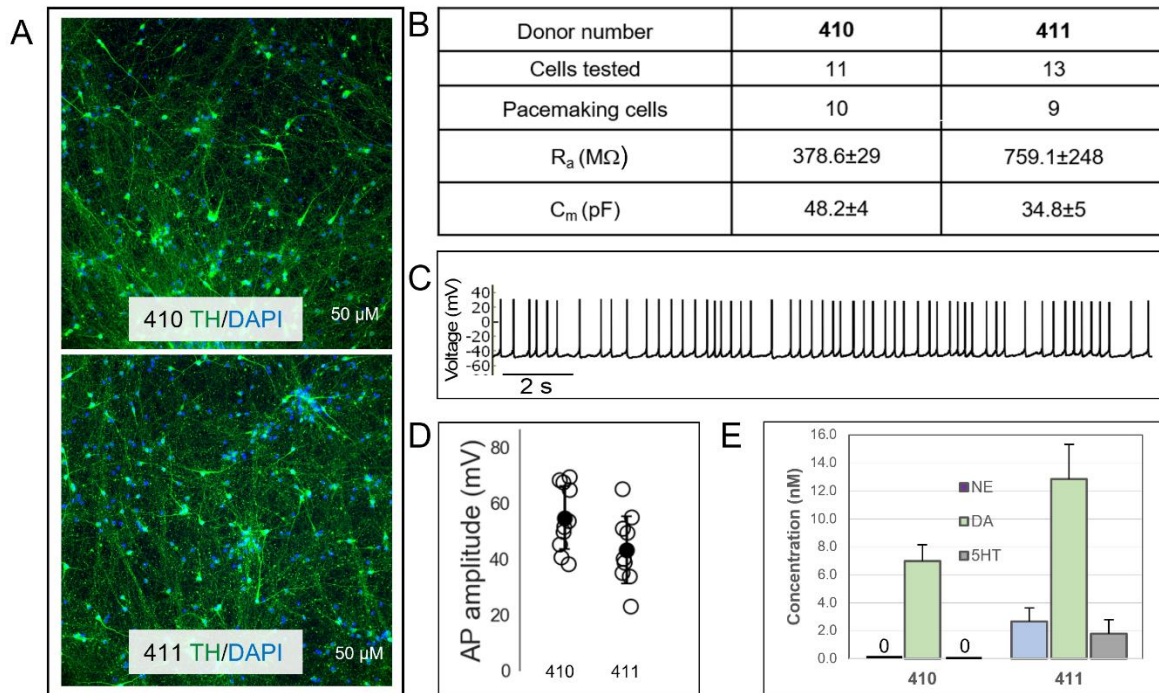 A
410 TH/DAPI
50 µM
411 TH/DAPI
50 µM
B
Donor number 410 411
Cells tested 11 13
Pacemaking cells 10 9
Ra (MΩ) 378.6±29 759.1±248
Cm (pF) 48.2±4 34.8±5
C
Voltage (mV)
40
20
0
-20
-40
-60
2 s
D
AP amplitude (mV)
80
60
40
20
0
410 411
E
Concentration (nM)
16.0
14.0
12.0
10.0
8.0
6.0
4.0
2.0
0.0
NE
DA
5HT
0 0
410 411